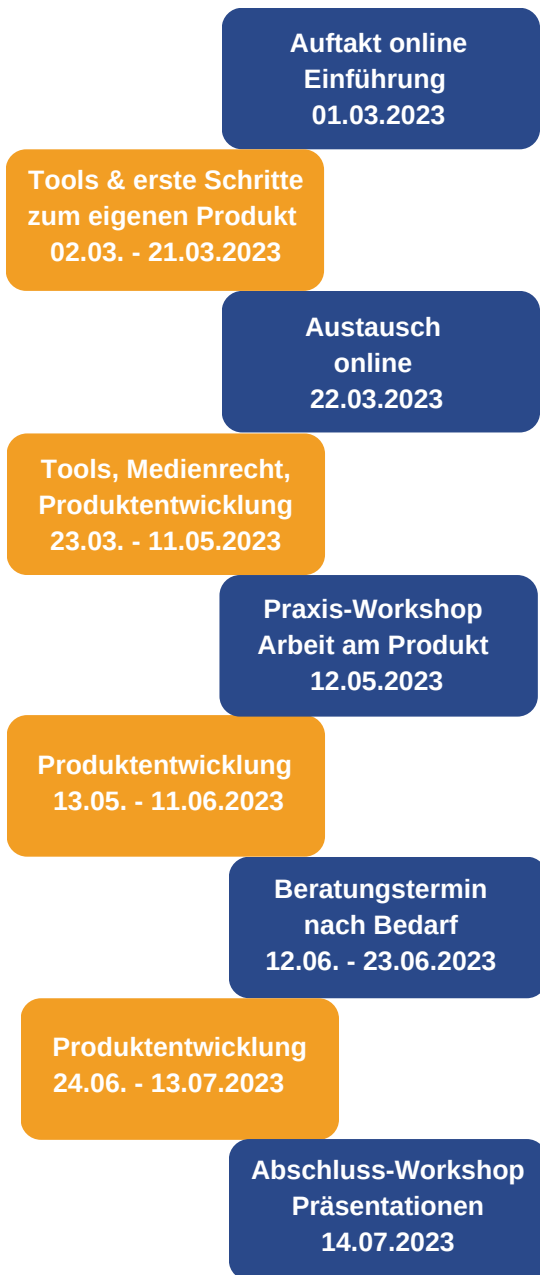 Auftakt online
Einführung
01.03.2023
Tools & erste Schritte
zum eigenen Produkt
02.03. - 21.03.2023
Austausch
online
22.03.2023
Tools, Medienrecht,
Produktentwicklung
23.03. - 11.05.2023
Praxis-Workshop
Arbeit am Produkt
12.05.2023
Produktentwicklung
13.05. - 11.06.2023
Beratungstermin
nach Bedarf
12.06. - 23.06.2023
Produktentwicklung
24.06. - 13.07.2023
Abschluss-Workshop
Präsentationen
14.07.2023